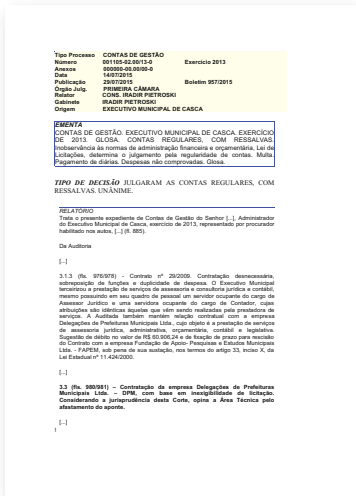 Tipo Processo CONTAS DE GESTÃO
Número 001105-02.00/13-0 Exercício 2013
Anexos 000000-00.00/00-0
Data 14/07/2015
Publicação 29/07/2015 Boletim 957/2015
Órgão Julg. PRIMEIRA CÂMARA
Relator CONS. IRADIR PIETROSKI
Gabinete IRADIR PIETROSKI
Origem EXECUTIVO MUNICIPAL DE CASCA
EMENTA
CONTAS DE GESTÃO. EXECUTIVO MUNICIPAL DE CASCA. EXERCÍCIO
DE 2013. GLOSA. CONTAS REGULARES, COM RESSALVAS.
Inobservância às normas de administração financeira e orçamentária, Lei de
Licitações, determina o julgamento pela regularidade de contas. Multa.
Pagamento de diárias. Despesas não comprovadas. Glosa.
TIPO DE DECISÃO JULGARAM AS CONTAS REGULARES, COM
RESSALVAS. UNÂNIME.
RELATÓRIO
Trata o presente expediente de Contas de Gestão do Senhor [...], Administrador
do Executivo Municipal de Casca, exercício de 2013, representado por procurador
habilitado nos autos, [...] (fl. 885).
Da Auditoria
[...]
3.1.3 (fls. 976/978) - Contrato nº 29/2009. Contratação desnecessária,
sobreposição de funções e duplicidade de despesa. O Executivo Municipal
terceirizou a prestação de serviços de assessoria e consultoria jurídica e contábil,
mesmo possuindo em seu quadro de pessoal um servidor ocupante do cargo de
Assessor Jurídico e uma servidora ocupante do cargo de Contador, cujas
atribuições são idênticas àquelas que vêm sendo realizadas pela prestadora de
serviços. A Auditada também mantém relação contratual com a empresa
Delegações de Prefeituras Municipais Ltda., cujo objeto é a prestação de serviços
de assessoria jurídica, administrativa, orçamentária, contábil e legislativa.
Sugestão de débito no valor de R$ 60.906,24 e de fixação de prazo para rescisão
do Contrato com a empresa Fundação de Apoio- Pesquisas e Estudos Municipais
Ltda. - FAPEM, sob pena de sua sustação, nos termos do artigo 33, inciso X, da
Lei Estadual nº 11.424/2000.
[...]
3.3 (fls. 980/981) – Contratação da empresa Delegações de Prefeituras
Municipais Ltda. – DPM, com base em inexigibilidade de licitação.
Considerando a jurisprudência desta Corte, opina a Área Técnica pelo
afastamento do aponte.
[...]